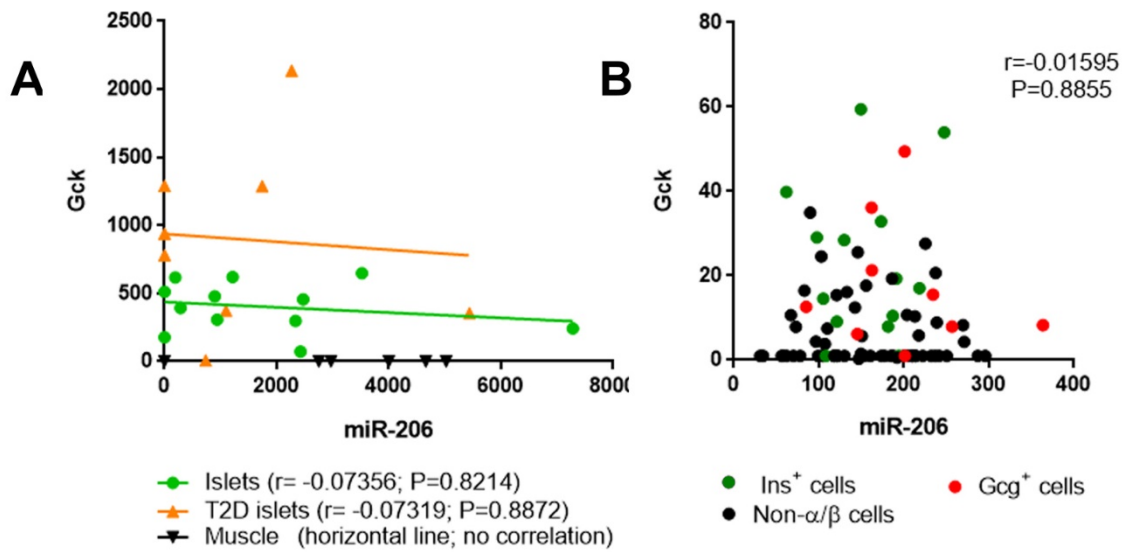 A
Gck
2500
2000
1500
1000
500
0
0 2000 4000 6000 8000
miR-206
Islets (r= -0.07356; P=0.8214)
T2D islets (r= -0.07319; P=0.8872)
Muscle (horizontal line; no correlation)
B
Gck
80
60
40
20
0
r=-0.01595
P=0.8855
0 100 200 300 400
miR-206
Ins⁺ cells
Gcg⁺ cells
Non-α/β cells